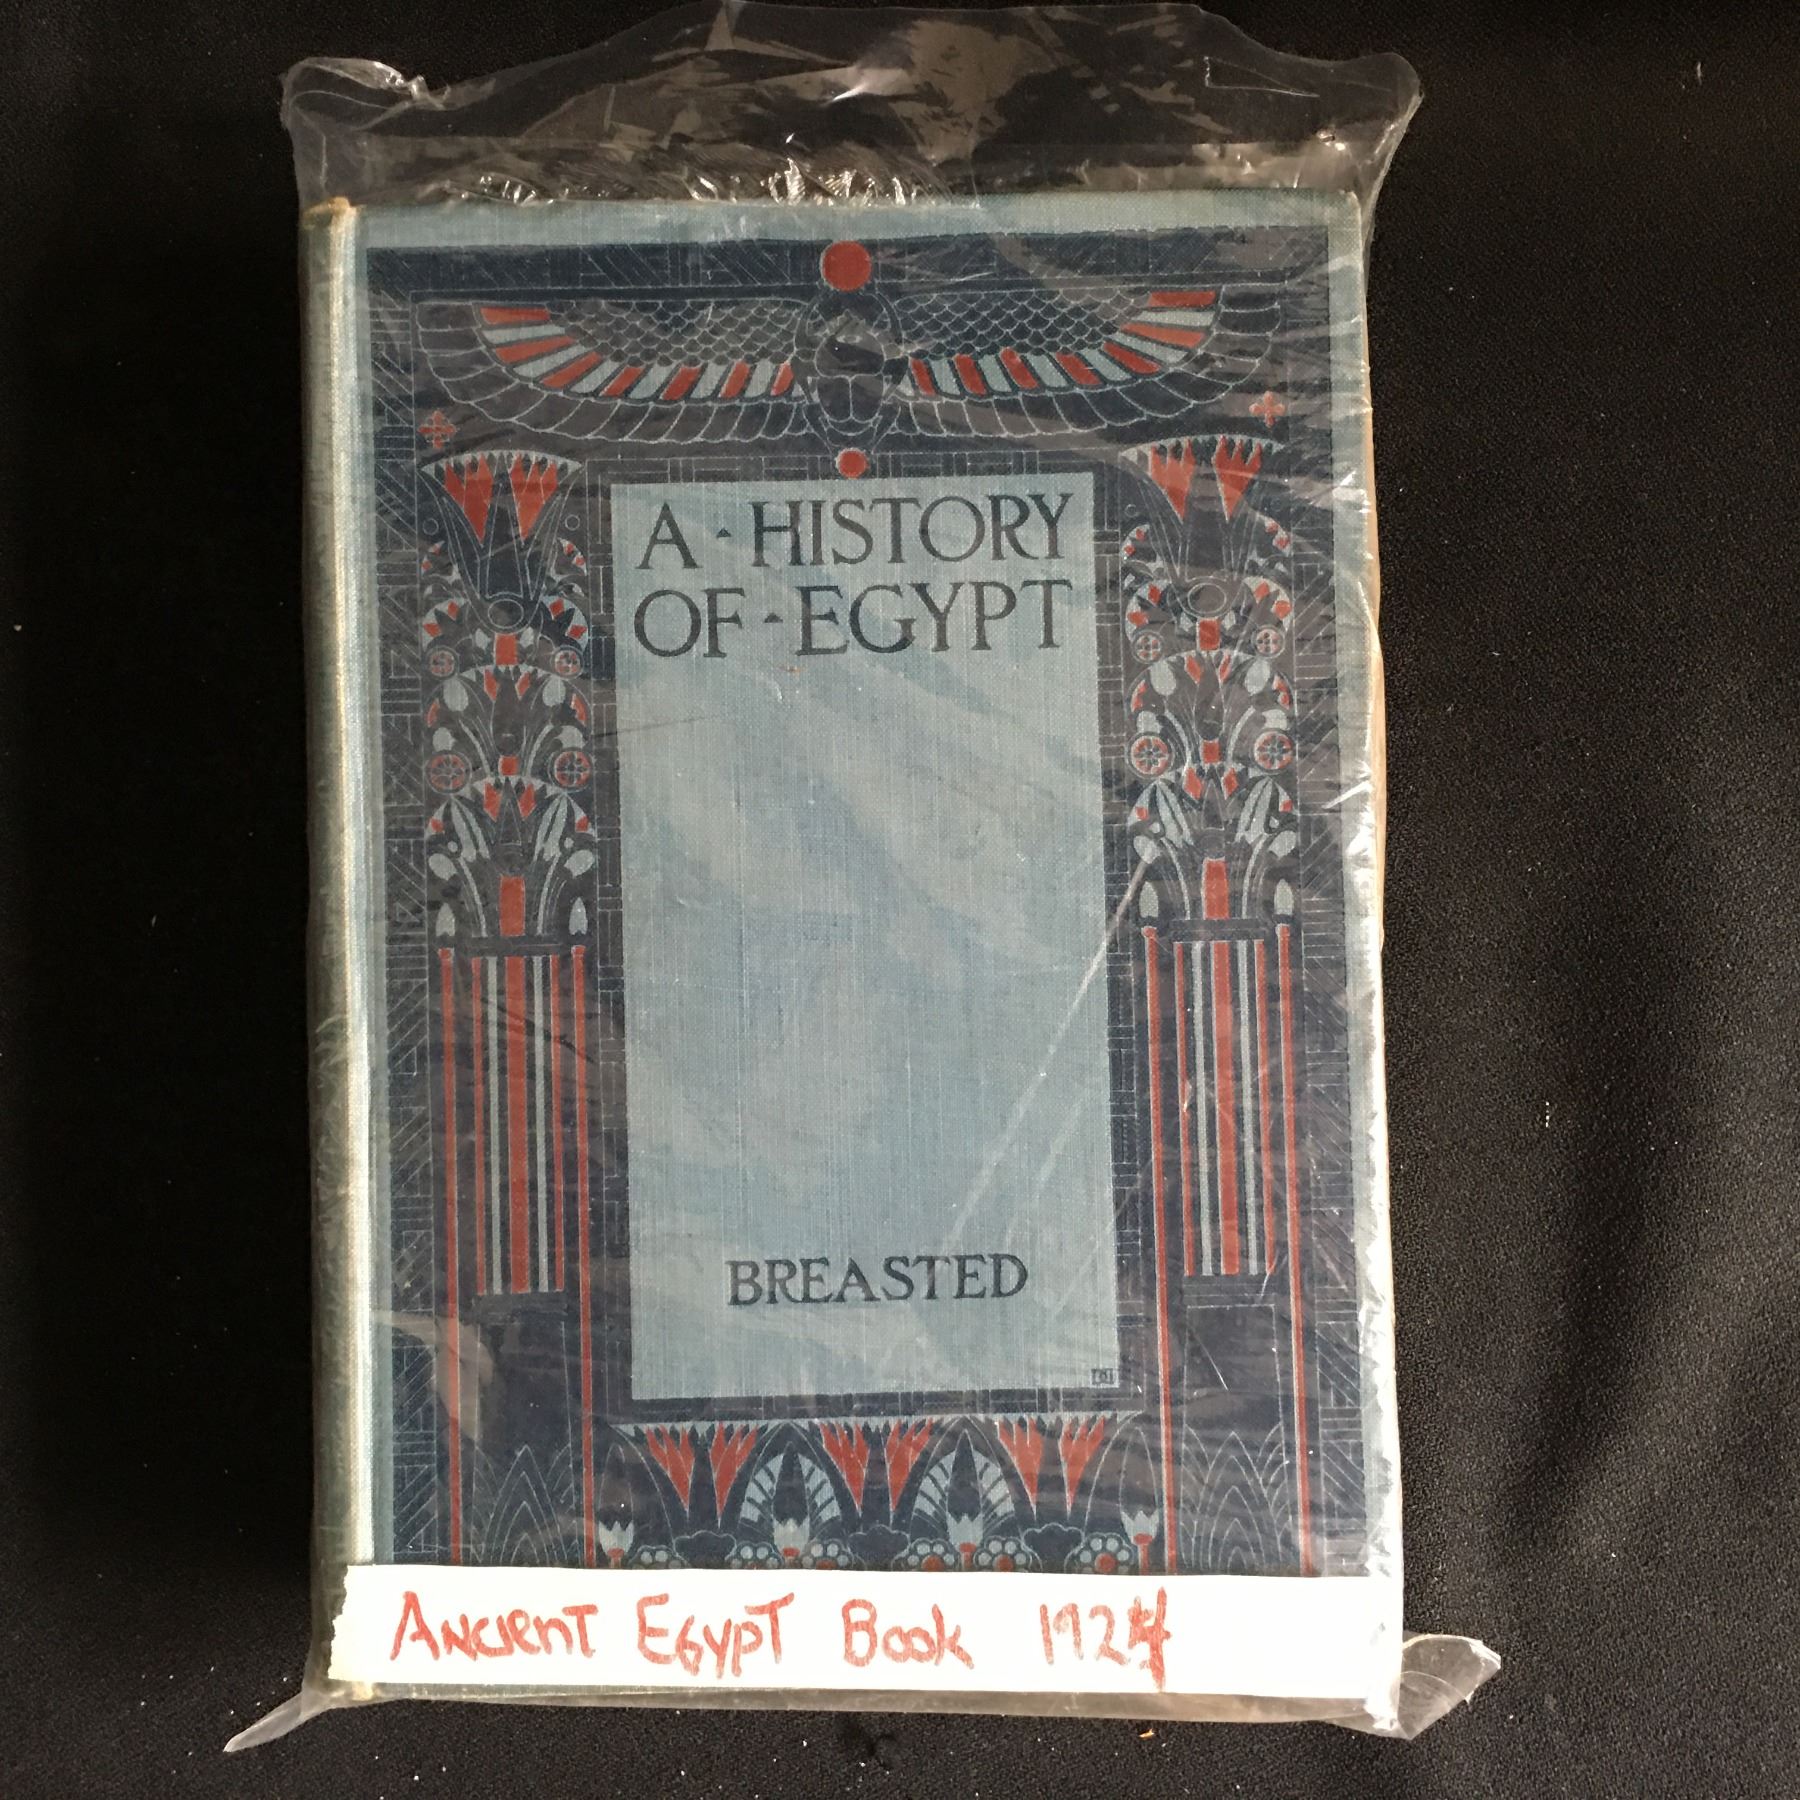 A · HISTORY
OF · EGYPT
BREASTED
Ancient Egypt Book 1924